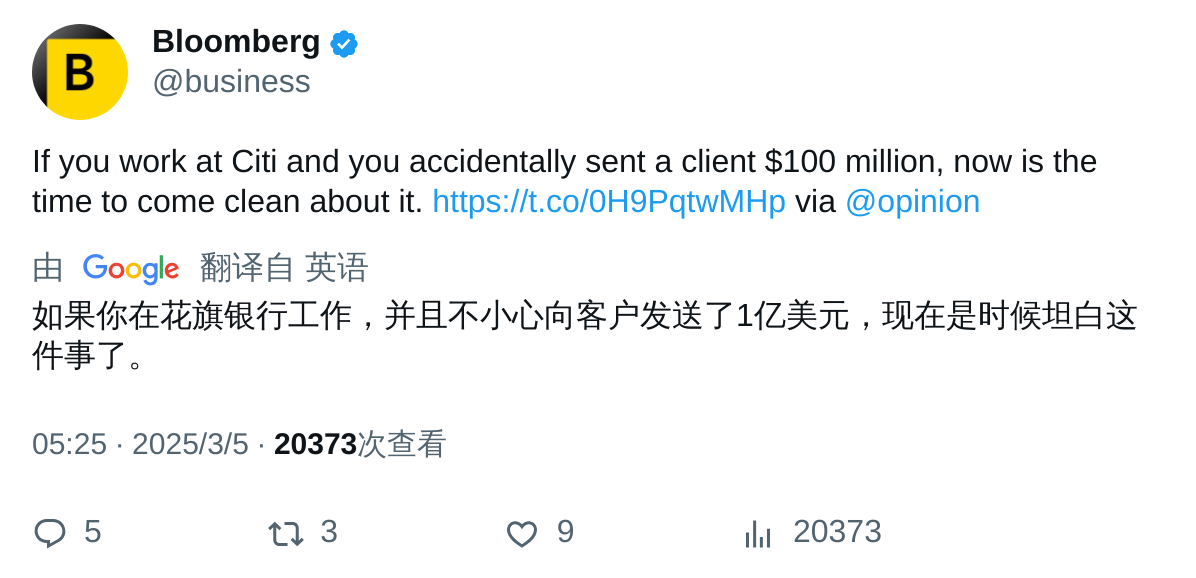 B
Bloomberg
@business
If you work at Citi and you accidentally sent a client $100 million, now is the
time to come clean about it. https://t.co/0H9PqtwMHp via @opinion
由 Google 翻译自 英语
如果你在花旗银行工作，并且不小心向客户发送了1亿美元，现在是时候坦白这
件事了。
05:25 · 2025/3/5 · 20373次查看
5 3 9 20373